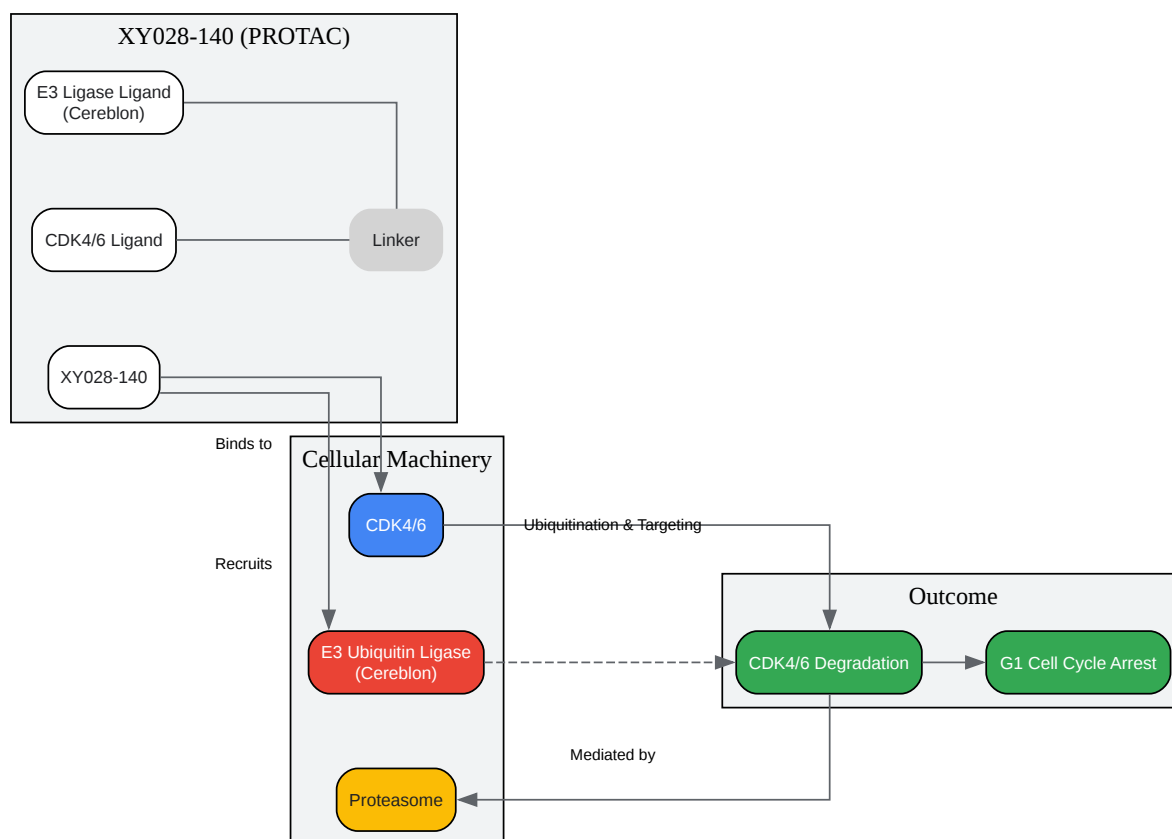 XY028-140 (PROTAC)
E3 Ligase Ligand
(Cereblon)
CDK4/6 Ligand
Linker
XY028-140
Binds to
Cellular Machinery
CDK4/6
Ubiquitination & Targeting
Recruits
Outcome
E3 Ubiquitin Ligase
(Cereblon)
CDK4/6 Degradation
G1 Cell Cycle Arrest
Mediated by
Proteasome